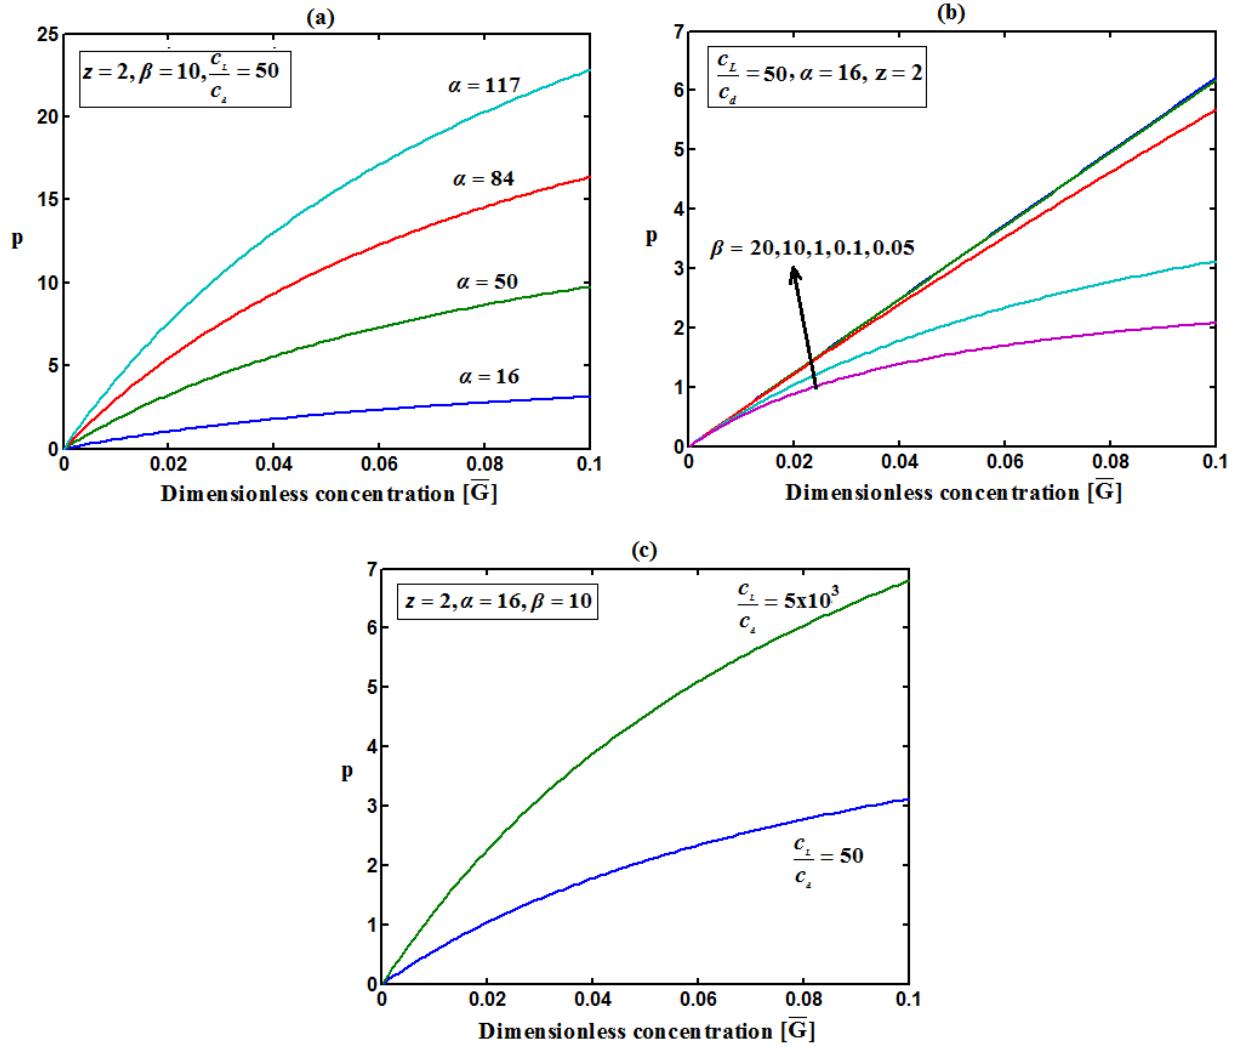 (a)
25
20
15
10
5
0
p
z = 2, β = 10, c_L/c_d = 50
α = 117
α = 84
α = 50
α = 16
0 0.02 0.04 0.06 0.08 0.1
Dimensionless concentration [G̅]
(b)
7
6
5
4
3
2
1
0
p
c_L/c_d = 50, α = 16, z = 2
β = 20,10,1,0.1,0.05
0 0.02 0.04 0.06 0.08 0.1
Dimensionless concentration [G̅]
(c)
7
6
5
4
3
2
1
0
p
z = 2, α = 16, β = 10
c_L/c_d = 5x10³
c_L/c_d = 50
0 0.02 0.04 0.06 0.08 0.1
Dimensionless concentration [G̅]